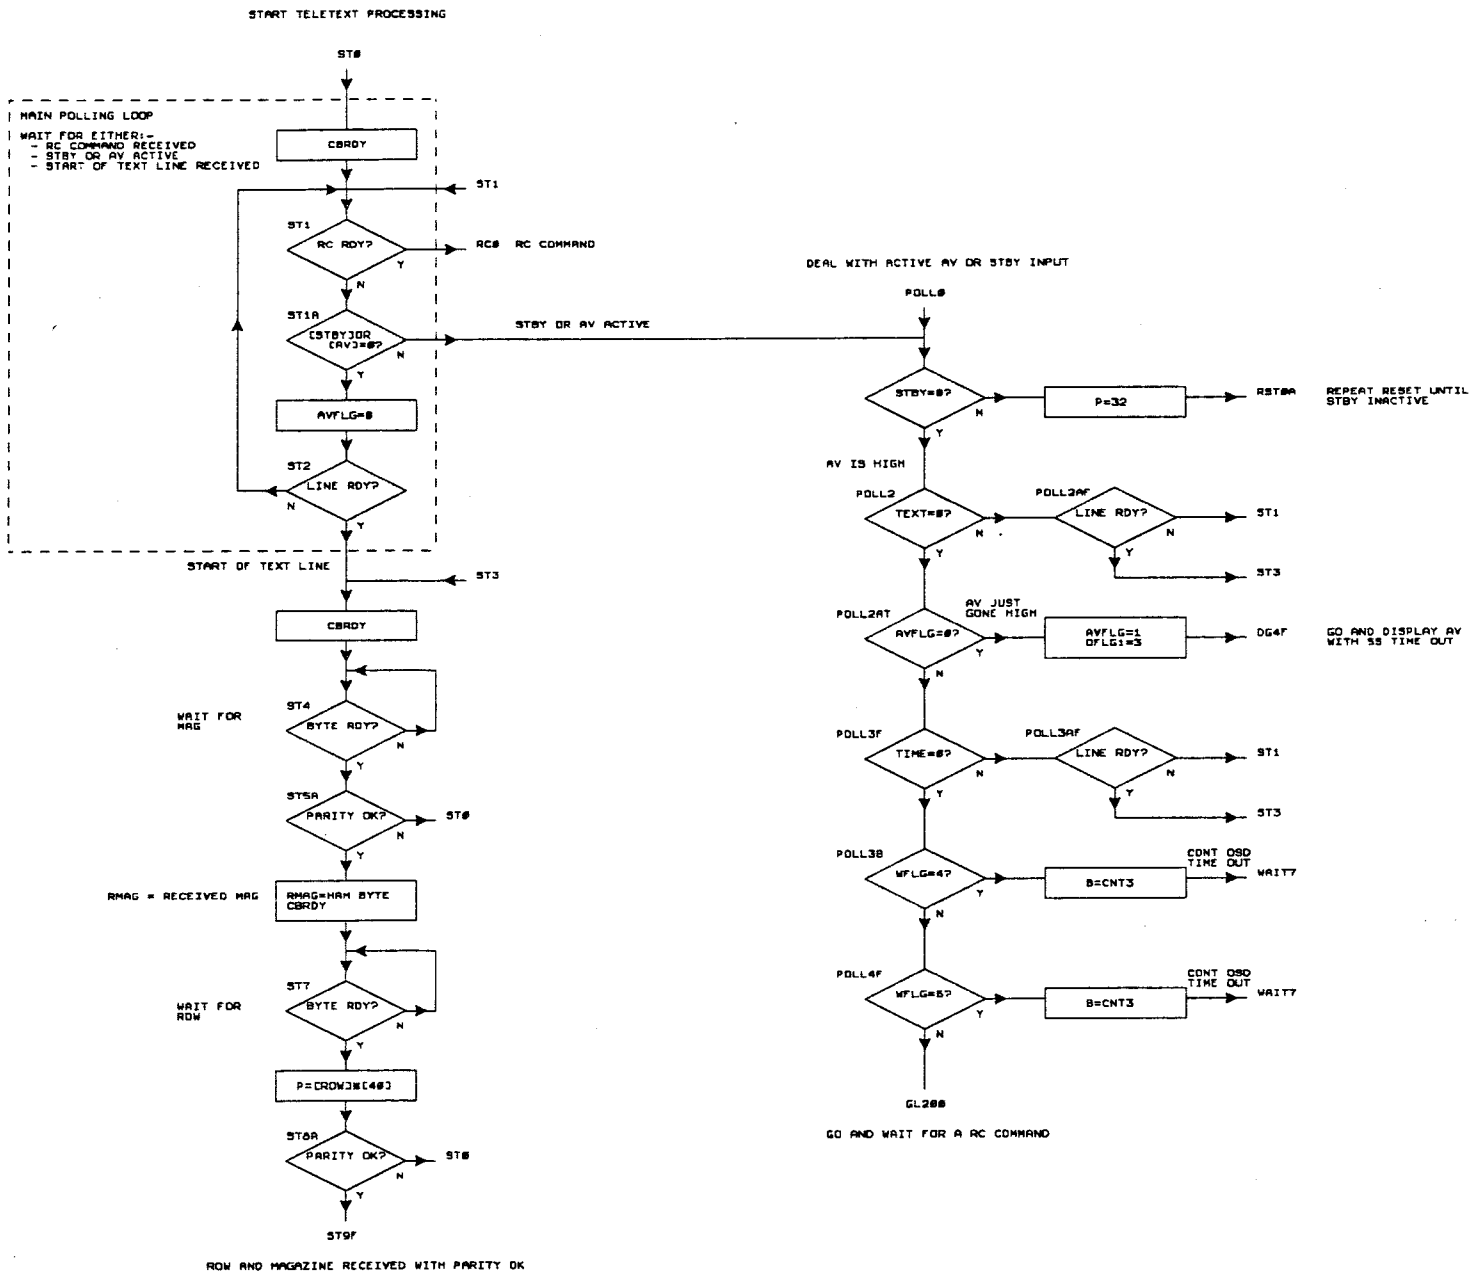 START TELETEXT PROCESSING
ST0
MAIN POLLING LOOP
WAIT FOR EITHER:-
- RC COMMAND RECEIVED
- STBY OR AV ACTIVE
- START OF TEXT LINE RECEIVED
CBRDY
ST1
ST1
RC RDY?
Y
RC0 RC COMMAND
N
ST1A
[STBY]OR
[AV]=0?
N
STBY OR AV ACTIVE
Y
AVFLG=0
ST2
LINE RDY?
N
Y
START OF TEXT LINE
ST3
CBRDY
WAIT FOR
MAG
ST4
BYTE RDY?
N
Y
ST5A
PARITY OK?
N
ST0
Y
RMAG = RECEIVED MAG
RMAG=HAM BYTE
CBRDY
WAIT FOR
ROW
ST7
BYTE RDY?
N
Y
P=[ROW]*[40]
ST8A
PARITY OK?
N
ST0
Y
ST9F
ROW AND MAGAZINE RECEIVED WITH PARITY OK
DEAL WITH ACTIVE AV OR STBY INPUT
POLL0
STBY=0?
N
P=32
RST0A
REPEAT RESET UNTIL
STBY INACTIVE
Y
AV IS HIGH
POLL2
TEXT=0?
N
POLL2AF
LINE RDY?
N
ST1
Y
ST3
Y
POLL2AT
AVFLG=0?
Y
AV JUST
GONE HIGH
AVFLG=1
DFLG1=3
DG4F
GO AND DISPLAY AV
WITH 5S TIME OUT
N
POLL3F
TIME=0?
N
POLL3AF
LINE RDY?
N
ST1
Y
ST3
Y
POLL3B
WFLG=4?
Y
B=CNT3
CONT OSD
TIME OUT
WAIT7
N
POLL4F
WFLG=5?
Y
B=CNT3
CONT OSD
TIME OUT
WAIT7
N
GL200
GO AND WAIT FOR A RC COMMAND